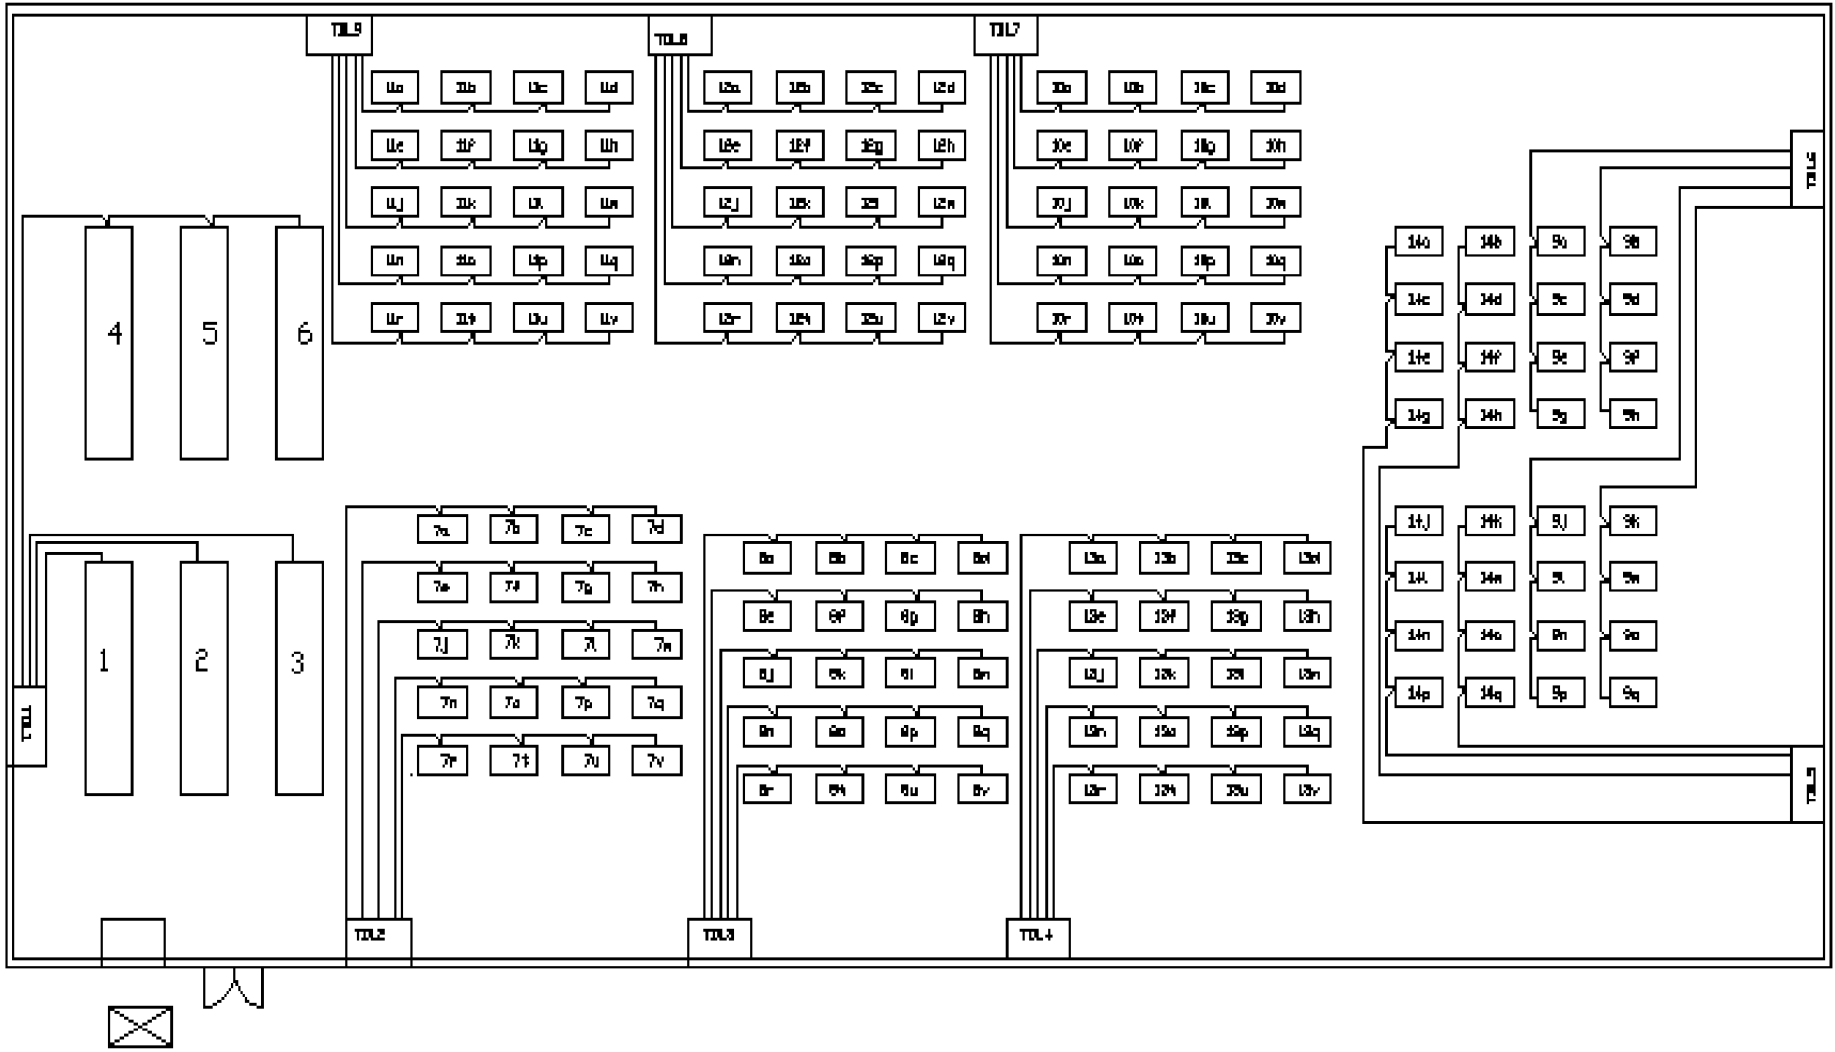 TDL9
TDL8
TDL7
11a 11b 11c 11d
12a 12b 12c 12d
10a 10b 10c 10d
11e 11f 11g 11h
12e 12f 12g 12h
10e 10f 10g 10h
11j 11k 11l 11m
12j 12k 12l 12m
10j 10k 10l 10m
11n 11o 11p 11q
12n 12o 12p 12q
10n 10o 10p 10q
11r 11t 11u 11v
12r 12t 12u 12v
10r 10t 10u 10v
14a 14b 9a 9b
14c 14d 9c 9d
14e 14f 9e 9f
14g 14h 9g 9h
14j 14k 9j 9k
14l 14m 9l 9m
14n 14o 9n 9o
14p 14q 9p 9q
4 5 6
1 2 3
TDL1
7a 7b 7c 7d
7e 7f 7g 7h
7j 7k 7l 7m
7n 7o 7p 7q
7r 7t 7u 7v
8a 8b 8c 8d
8e 8f 8g 8h
8j 8k 8l 8m
8n 8o 8p 8q
8r 8t 8u 8v
13a 13b 13c 13d
13e 13f 13g 13h
13j 13k 13l 13m
13n 13o 13p 13q
13r 13t 13u 13v
TDL2
TDL3
TDL4